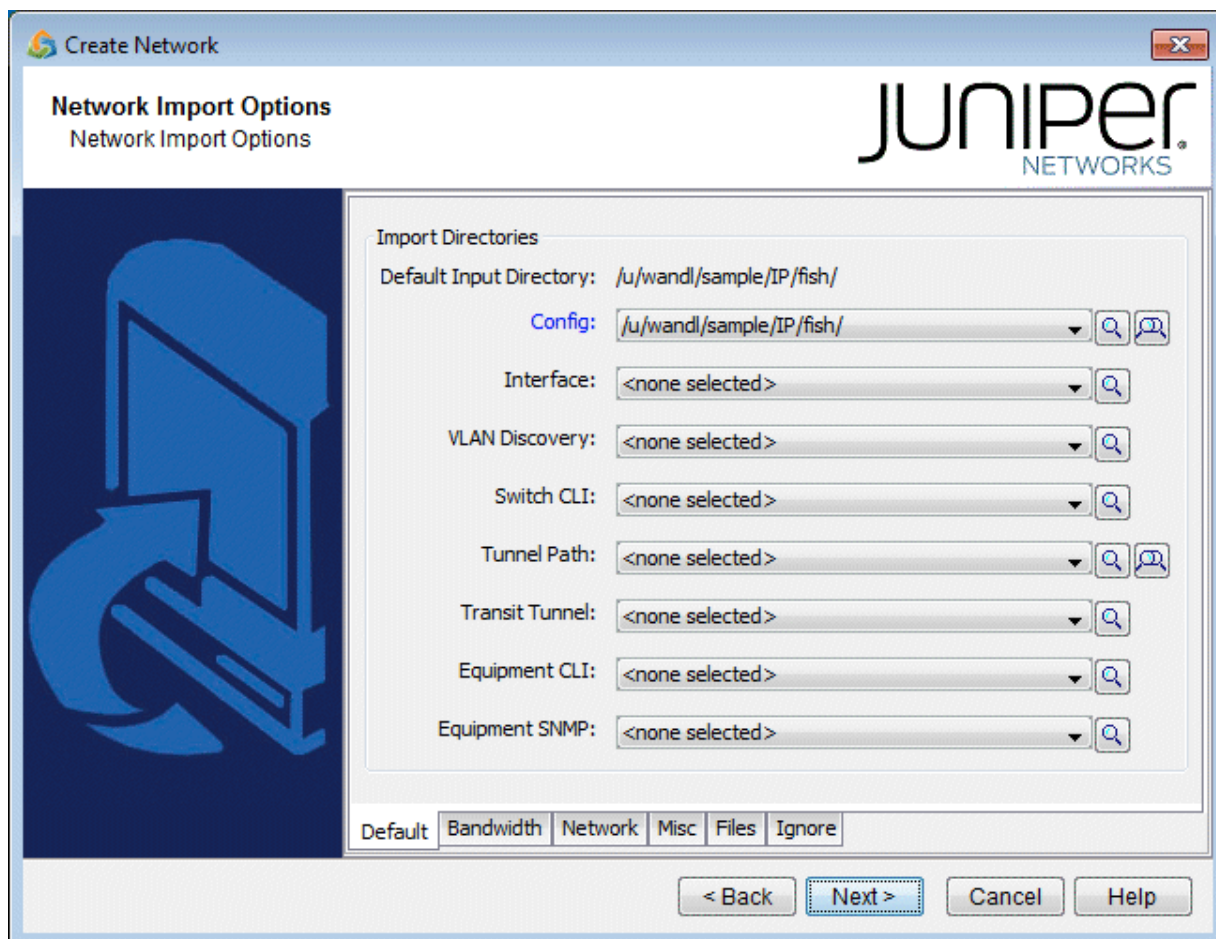 Create Network
Network Import Options
Network Import Options
JUNIPER
NETWORKS
Import Directories
Default Input Directory: /u/wandl/sample/IP/fish/
Config: /u/wandl/sample/IP/fish/
Interface: <none selected>
VLAN Discovery: <none selected>
Switch CLI: <none selected>
Tunnel Path: <none selected>
Transit Tunnel: <none selected>
Equipment CLI: <none selected>
Equipment SNMP: <none selected>
Default Bandwidth Network Misc Files Ignore
< Back Next > Cancel Help